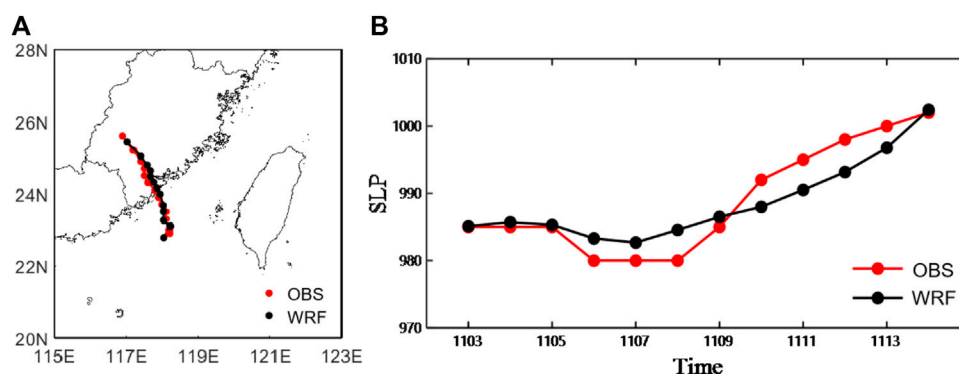 A
28N
26N
24N
22N
20N
115E 117E 119E 121E 123E
OBS
WRF
B
1010
1000
990
980
970
SLP
1103 1105 1107 1109 1111 1113
Time
OBS
WRF